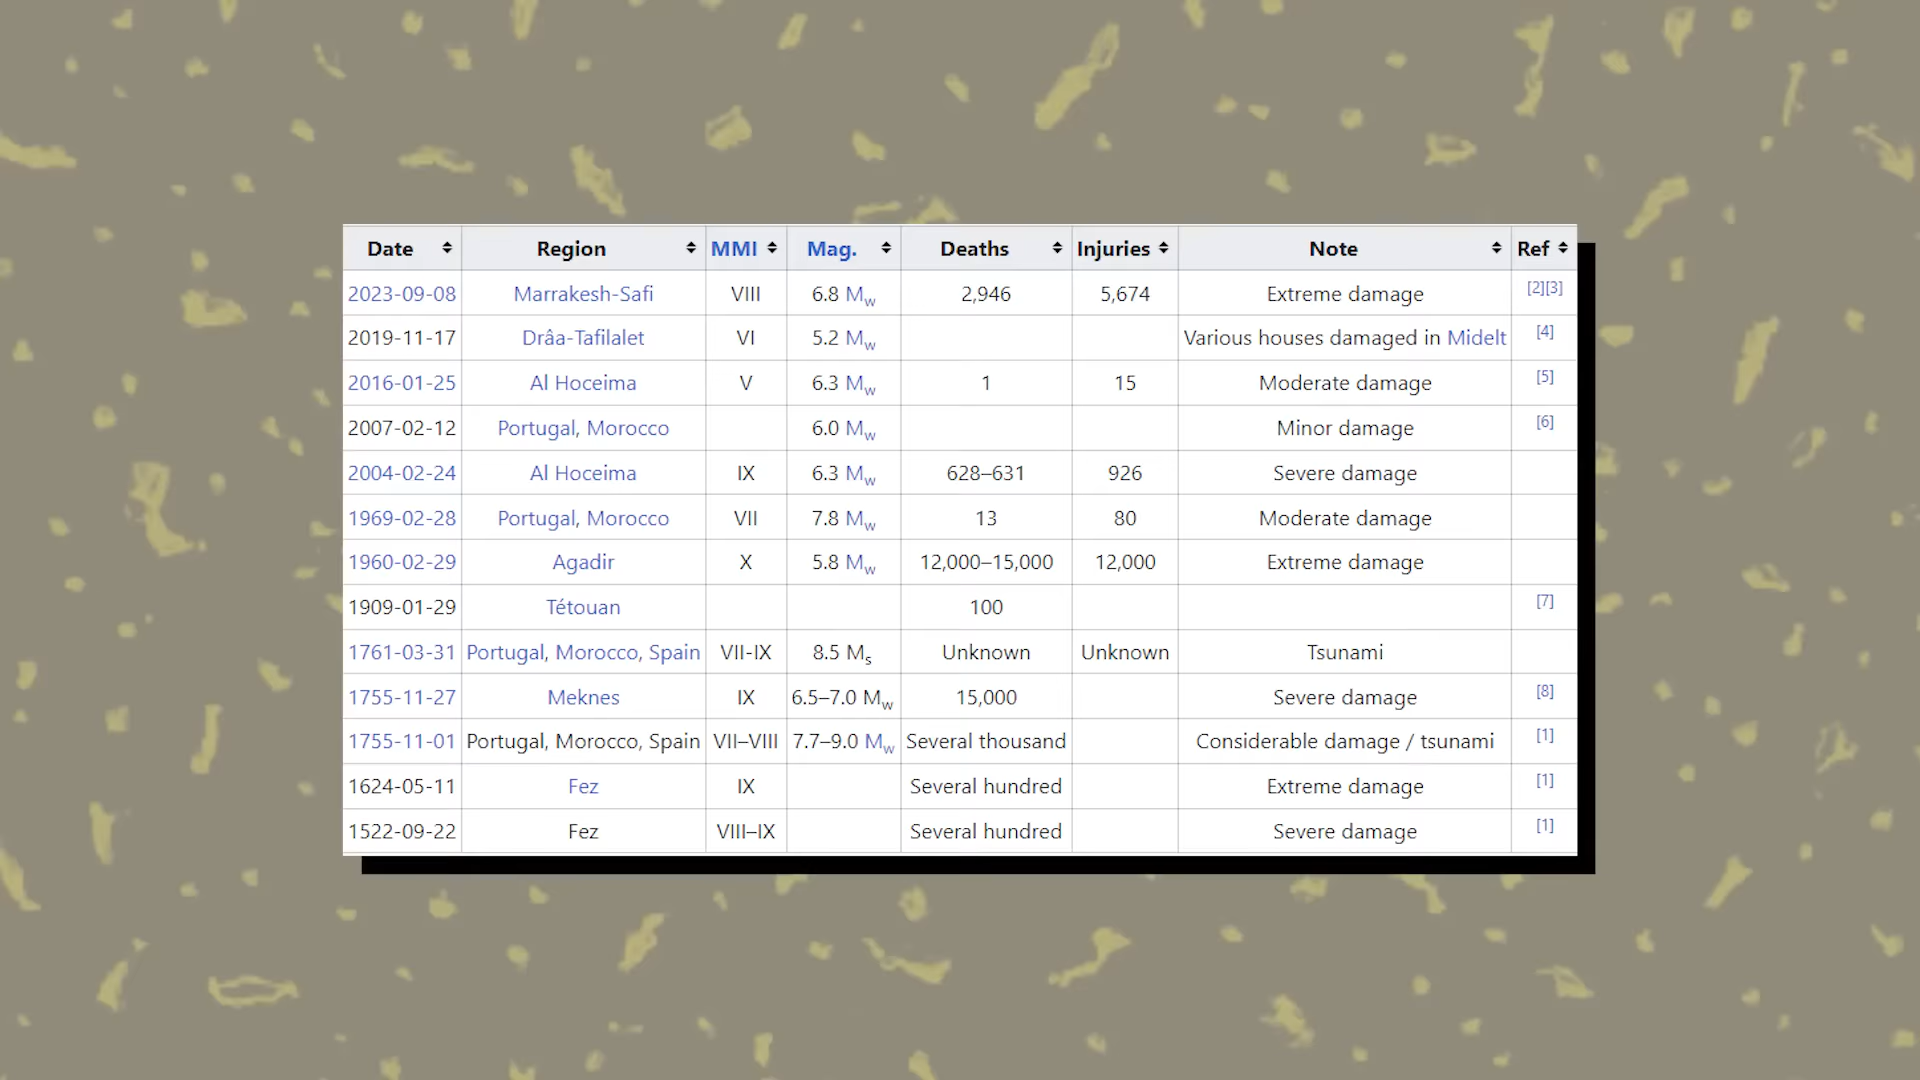 Date Region MMI Mag. Deaths Injuries Note Ref
2023-09-08 Marrakesh-Safi VIII 6.8 Mw 2,946 5,674 Extreme damage [2][3]
2019-11-17 Drâa-Tafilalet VI 5.2 Mw Various houses damaged in Midelt [4]
2016-01-25 Al Hoceima V 6.3 Mw 1 15 Moderate damage [5]
2007-02-12 Portugal, Morocco 6.0 Mw Minor damage [6]
2004-02-24 Al Hoceima IX 6.3 Mw 628–631 926 Severe damage
1969-02-28 Portugal, Morocco VII 7.8 Mw 13 80 Moderate damage
1960-02-29 Agadir X 5.8 Mw 12,000–15,000 12,000 Extreme damage
1909-01-29 Tétouan 100 [7]
1761-03-31 Portugal, Morocco, Spain VII-IX 8.5 Ms Unknown Unknown Tsunami
1755-11-27 Meknes IX 6.5–7.0 Mw 15,000 Severe damage [8]
1755-11-01 Portugal, Morocco, Spain VII–VIII 7.7–9.0 Mw Several thousand Considerable damage / tsunami [1]
1624-05-11 Fez IX Several hundred Extreme damage [1]
1522-09-22 Fez VIII–IX Several hundred Severe damage [1]